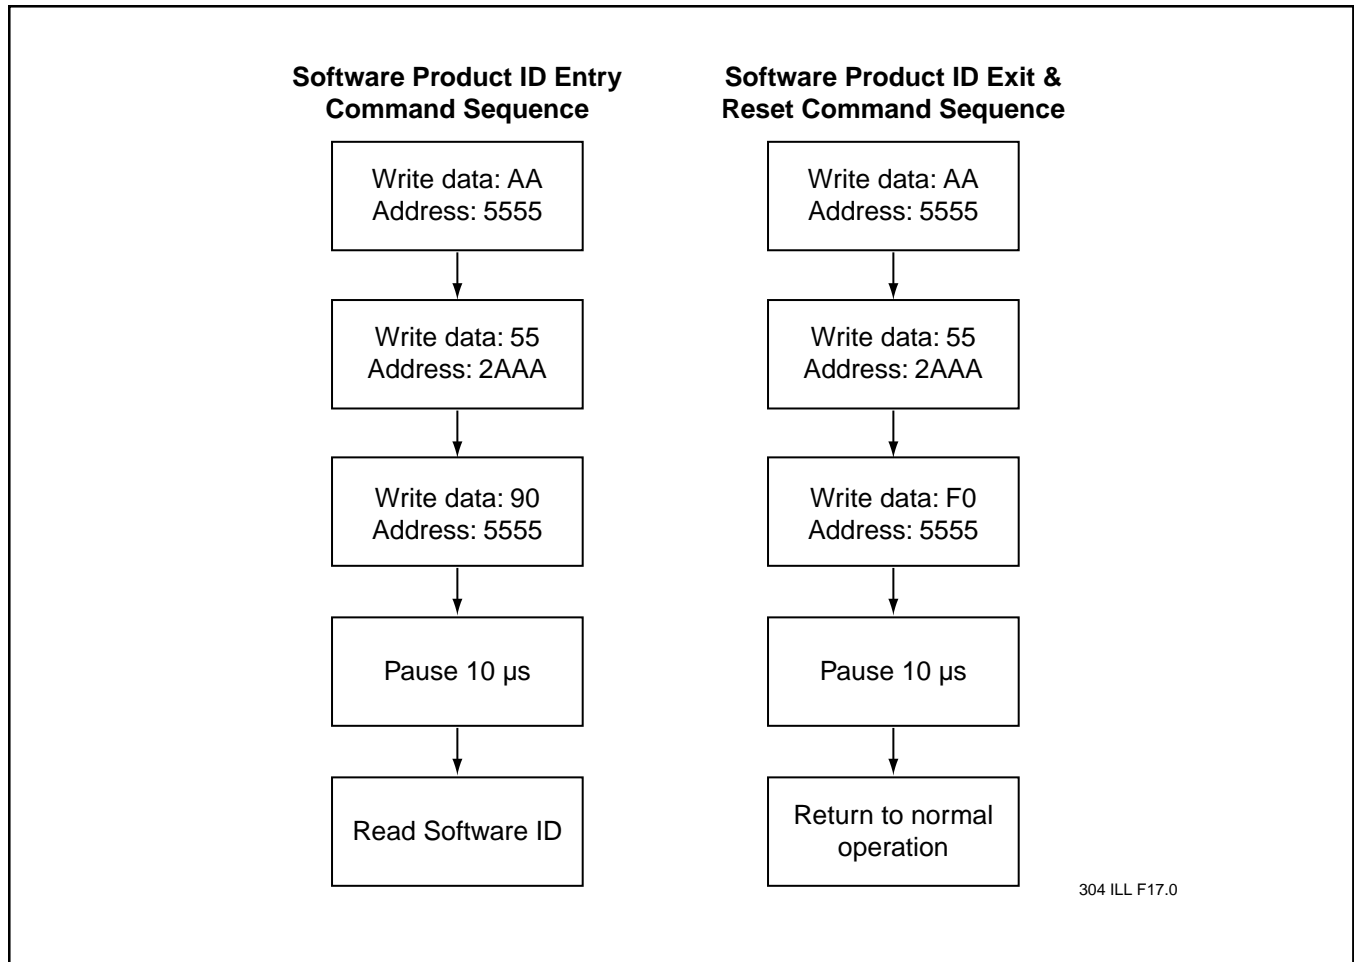 Software Product ID Entry
Command Sequence
Write data: AA
Address: 5555
Write data: 55
Address: 2AAA
Write data: 90
Address: 5555
Pause 10 µs
Read Software ID
Software Product ID Exit &
Reset Command Sequence
Write data: AA
Address: 5555
Write data: 55
Address: 2AAA
Write data: F0
Address: 5555
Pause 10 µs
Return to normal
operation
304 ILL F17.0